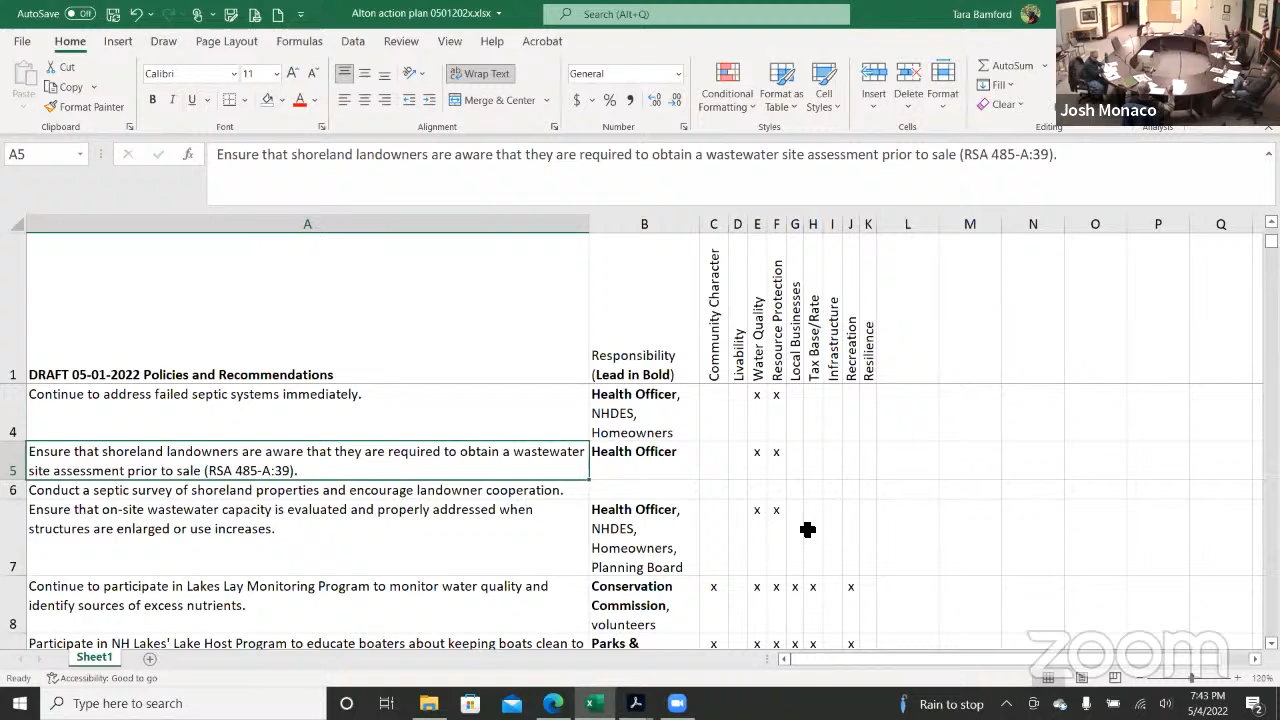 AutoSave Off
Alton action plan 0501202x.xlsx
Search (Alt+Q)
Tara Bamford
File Home Insert Draw Page Layout Formulas Data Review View Help Acrobat
Paste
Cut
Copy
Format Painter
Clipboard
Calibri 11
B I U
Font
Wrap Text
Merge & Center
Alignment
General
$ % 9
Number
Conditional Formatting
Format as Table
Cell Styles
Styles
Insert Delete Format
Cells
AutoSum
Fill
Clear
Editing
Analysis
Josh Monaco
A5
fx
Ensure that shoreland landowners are aware that they are required to obtain a wastewater site assessment prior to sale (RSA 485-A:39).
A B C D E F G H I J K L M N O P Q
1
DRAFT 05-01-2022 Policies and Recommendations
Responsibility
(Lead in Bold)
Community Character
Livability
Water Quality
Resource Protection
Local Businesses
Tax Base/Rate
Infrastructure
Recreation
Resilience
4
Continue to address failed septic systems immediately.
Health Officer,
NHDES,
Homeowners
x x
5
Ensure that shoreland landowners are aware that they are required to obtain a wastewater
site assessment prior to sale (RSA 485-A:39).
Health Officer
x x
6
Conduct a septic survey of shoreland properties and encourage landowner cooperation.
7
Ensure that on-site wastewater capacity is evaluated and properly addressed when
structures are enlarged or use increases.
Health Officer,
NHDES,
Homeowners,
Planning Board
x x
8
Continue to participate in Lakes Lay Monitoring Program to monitor water quality and
identify sources of excess nutrients.
Conservation
Commission,
volunteers
x x x x x x
Participate in NH Lakes' Lake Host Program to educate boaters about keeping boats clean to
Parks &
x x x x x x
zoom
Sheet1
Ready
Accessibility: Good to go
120%
Type here to search
Rain to stop
7:43 PM
5/4/2022
2